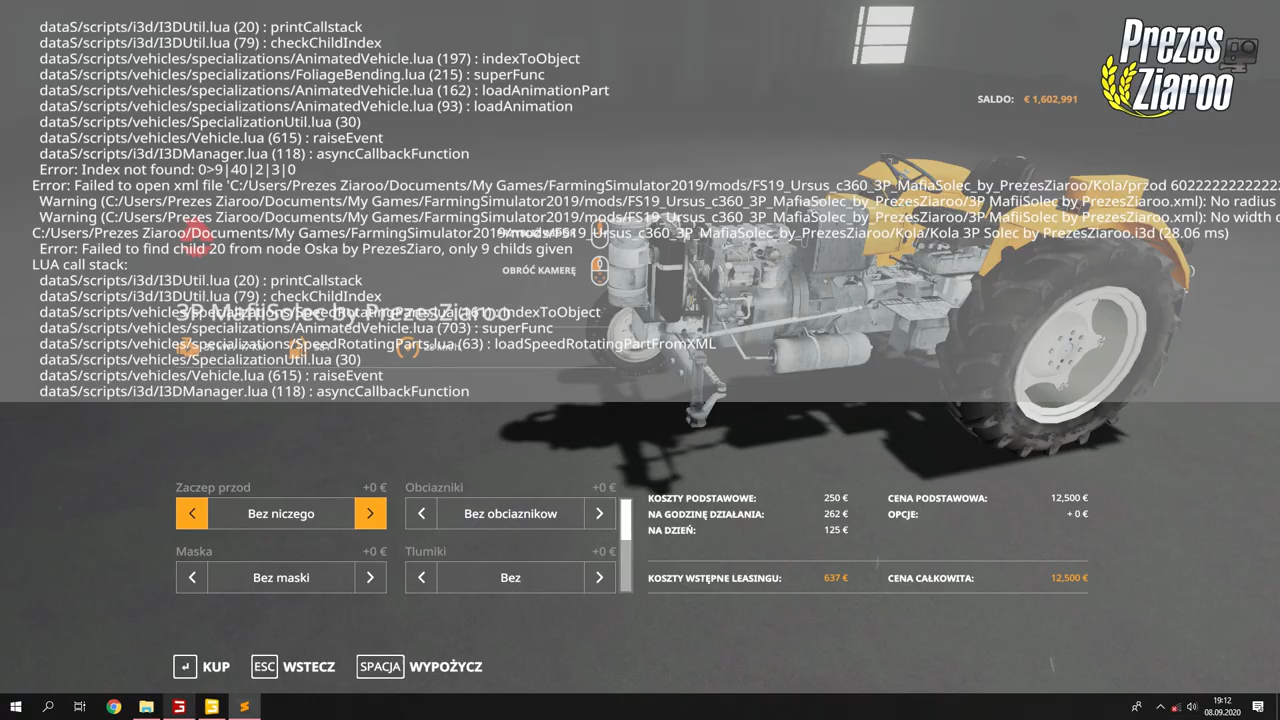 dataS/scripts/i3d/I3DUtil.lua (20) : printCallstack
dataS/scripts/i3d/I3DUtil.lua (79) : checkChildIndex
dataS/scripts/vehicles/specializations/AnimatedVehicle.lua (197) : indexToObject
dataS/scripts/vehicles/specializations/FoliageBending.lua (215) : superFunc
dataS/scripts/vehicles/specializations/AnimatedVehicle.lua (162) : loadAnimationPart
dataS/scripts/vehicles/specializations/AnimatedVehicle.lua (93) : loadAnimation
dataS/scripts/vehicles/SpecializationUtil.lua (30)
dataS/scripts/vehicles/Vehicle.lua (615) : raiseEvent
dataS/scripts/i3d/I3DManager.lua (118) : asyncCallbackFunction
Error: Index not found: 0>9|40|2|3|0
Error: Failed to open xml file 'C:/Users/Prezes Ziaroo/Documents/My Games/FarmingSimulator2019/mods/FS19_Ursus_c360_3P_MafiaSolec_by_PrezesZiaroo/Kola/przod
Warning (C:/Users/Prezes Ziaroo/Documents/My Games/FarmingSimulator2019/mods/FS19_Ursus_c360_3P_MafiaSolec_by_PrezesZiaroo/3P MafiiSolec by PrezesZiaroo.xml): No radius
Warning (C:/Users/Prezes Ziaroo/Documents/My Games/FarmingSimulator2019/mods/FS19_Ursus_c360_3P_MafiaSolec_by_PrezesZiaroo/3P MafiiSolec by PrezesZiaroo.xml): No width
C:/Users/Prezes Ziaroo/Documents/My Games/FarmingSimulator2019/mods/FS19_Ursus_c360_3P_MafiaSolec_by_PrezesZiaroo/Kola/Kola 3P Solec by PrezesZiaroo.i3d (28.06 ms)
Error: Failed to find child 20 from node Oska by PrezesZiaro, only 9 childs given
LUA call stack:
dataS/scripts/i3d/I3DUtil.lua (20) : printCallstack
dataS/scripts/i3d/I3DUtil.lua (79) : checkChildIndex
dataS/scripts/vehicles/specializations/SpeedRotatingParts.lua (161) : indexToObject
dataS/scripts/vehicles/specializations/AnimatedVehicle.lua (703) : superFunc
dataS/scripts/vehicles/specializations/SpeedRotatingParts.lua (63) : loadSpeedRotatingPartFromXML
dataS/scripts/vehicles/SpecializationUtil.lua (30)
dataS/scripts/vehicles/Vehicle.lua (615) : raiseEvent
dataS/scripts/i3d/I3DManager.lua (118) : asyncCallbackFunction
Prezes
Ziaroo
SALDO: € 1,602,991
OBRÓĆ KAMERĘ
3P MafiiSolec by PrezesZiaroo
Zaczep przod +0 €
Bez niczego
Obciazniki +0 €
Bez obciaznikow
Maska +0 €
Bez maski
Tlumiki +0 €
Bez
KOSZTY PODSTAWOWE: 250 €
NA GODZINĘ DZIAŁANIA: 262 €
NA DZIEŃ: 125 €
KOSZTY WSTĘPNE LEASINGU: 637 €
CENA PODSTAWOWA: 12,500 €
OPCJE: + 0 €
CENA CAŁKOWITA: 12,500 €
KUP
ESC WSTECZ
SPACJA WYPOŻYCZ
19:12
08.09.2020